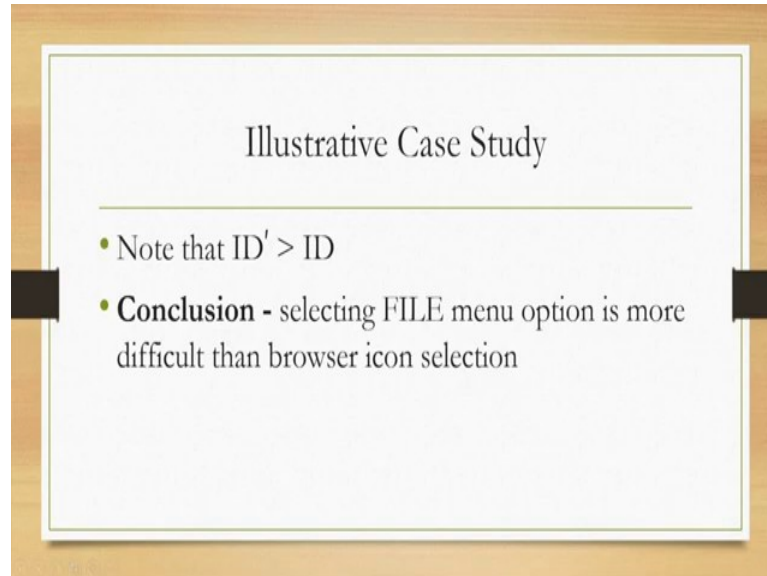 Illustrative Case Study
• Note that ID′ > ID
• Conclusion - selecting FILE menu option is more
difficult than browser icon selection